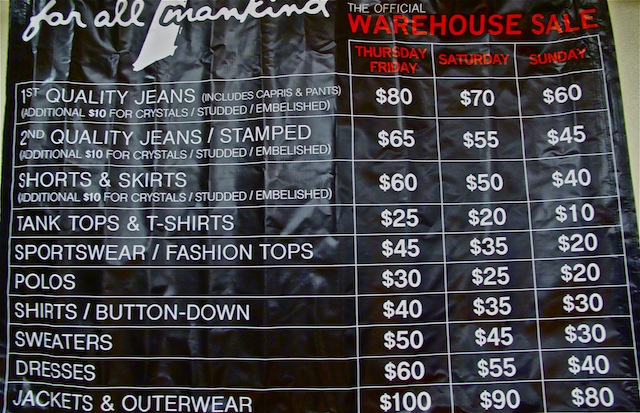 for all mankind
THE OFFICIAL
WAREHOUSE SALE
THURSDAY FRIDAY SATURDAY SUNDAY
1ST QUALITY JEANS (INCLUDES CAPRIS & PANTS) $80 $70 $60
(ADDITIONAL $10 FOR CRYSTALS / STUDDED / EMBELISHED)
2ND QUALITY JEANS / STAMPED $65 $55 $45
(ADDITIONAL $10 FOR CRYSTALS / STUDDED / EMBELISHED)
SHORTS & SKIRTS $60 $50 $40
(ADDITIONAL $10 FOR CRYSTALS / STUDDED / EMBELISHED)
TANK TOPS & T-SHIRTS $25 $20 $10
SPORTSWEAR / FASHION TOPS $45 $35 $20
POLOS $30 $25 $20
SHIRTS / BUTTON-DOWN $40 $35 $30
SWEATERS $50 $45 $30
DRESSES $60 $55 $40
JACKETS & OUTERWEAR $100 $90 $80